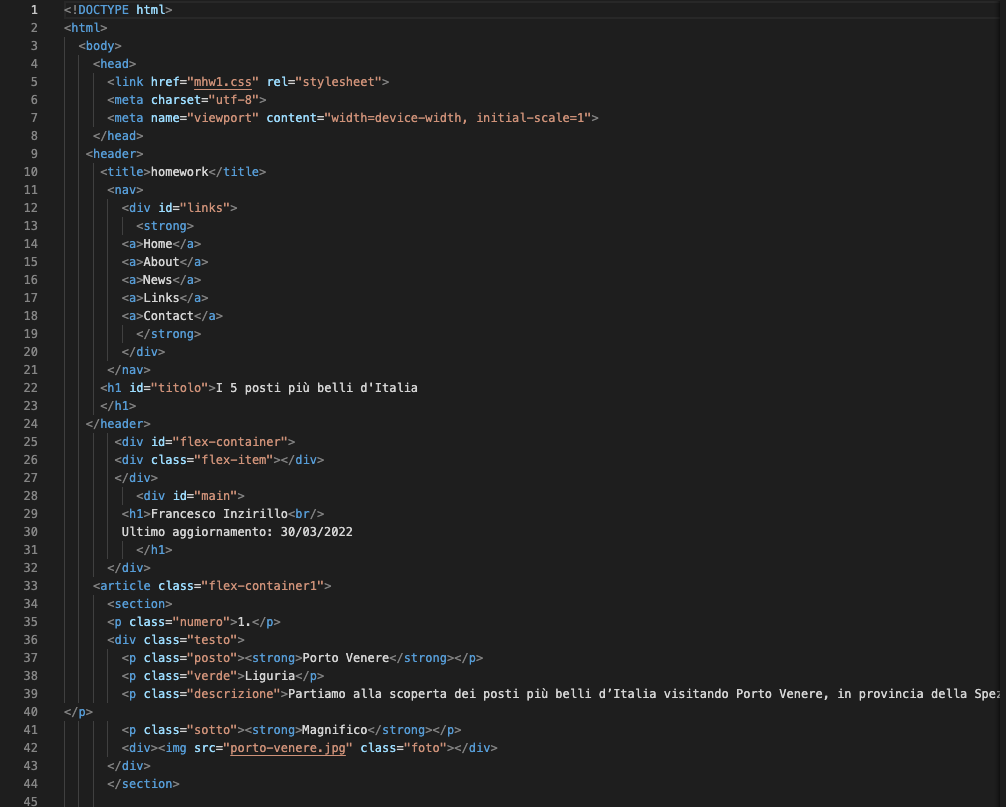 1 <!DOCTYPE html>
2 <html>
3 <body>
4 <head>
5 <link href="mhw1.css" rel="stylesheet">
6 <meta charset="utf-8">
7 <meta name="viewport" content="width=device-width, initial-scale=1">
8 </head>
9 <header>
10 <title>homework</title>
11 <nav>
12 <div id="links">
13 <strong>
14 <a>Home</a>
15 <a>About</a>
16 <a>News</a>
17 <a>Links</a>
18 <a>Contact</a>
19 </strong>
20 </div>
21 </nav>
22 <h1 id="titolo">I 5 posti più belli d'Italia
23 </h1>
24 </header>
25 <div id="flex-container">
26 <div class="flex-item"></div>
27 </div>
28 <div id="main">
29 <h1>Francesco Inzirillo<br/>
30 Ultimo aggiornamento: 30/03/2022
31 </h1>
32 </div>
33 <article class="flex-container1">
34 <section>
35 <p class="numero">1.</p>
36 <div class="testo">
37 <p class="posto"><strong>Porto Venere</strong></p>
38 <p class="verde">Liguria</p>
39 <p class="descrizione">Partiamo alla scoperta dei posti più belli d’Italia visitando Porto Venere, in provincia della Spez
40 </p>
41 <p class="sotto"><strong>Magnifico</strong></p>
42 <div><img src="porto-venere.jpg" class="foto"></div>
43 </div>
44 </section>
45